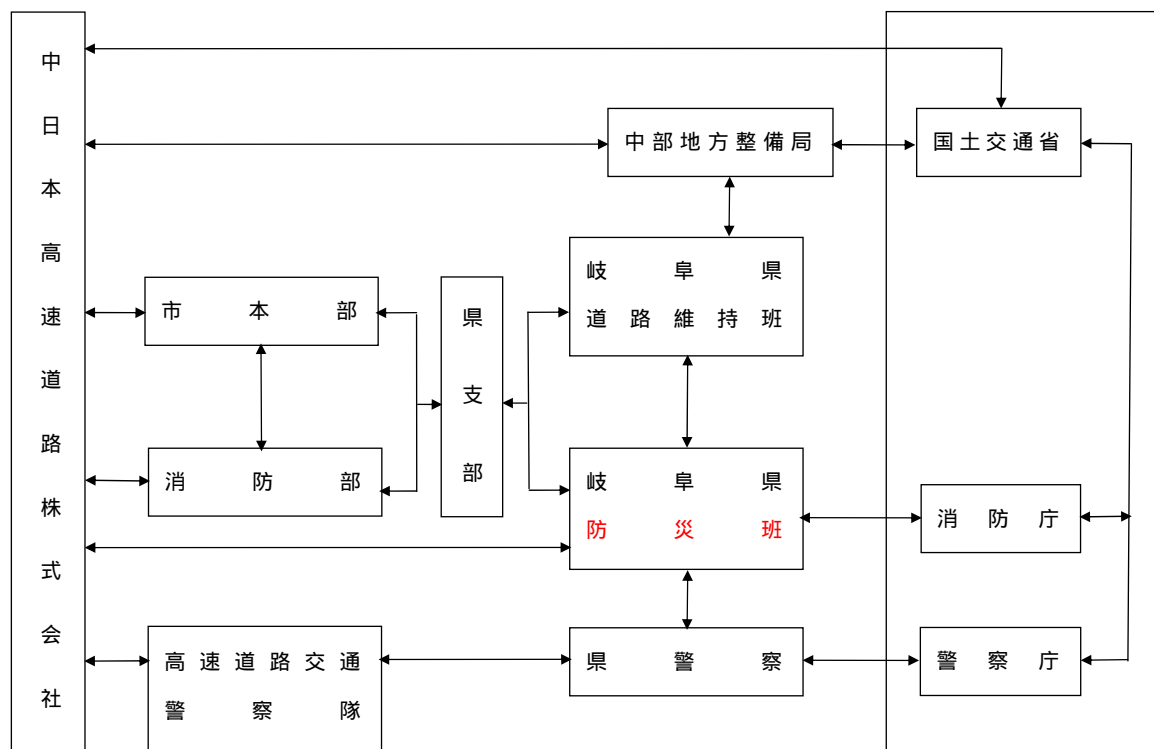 中日本高速道路株式会社
中部地方整備局
国土交通省
岐阜県
道路維持班
市本部
県支部
消防部
岐阜県
防災班
消防庁
高速道路交通
警察隊
県警察
警察庁